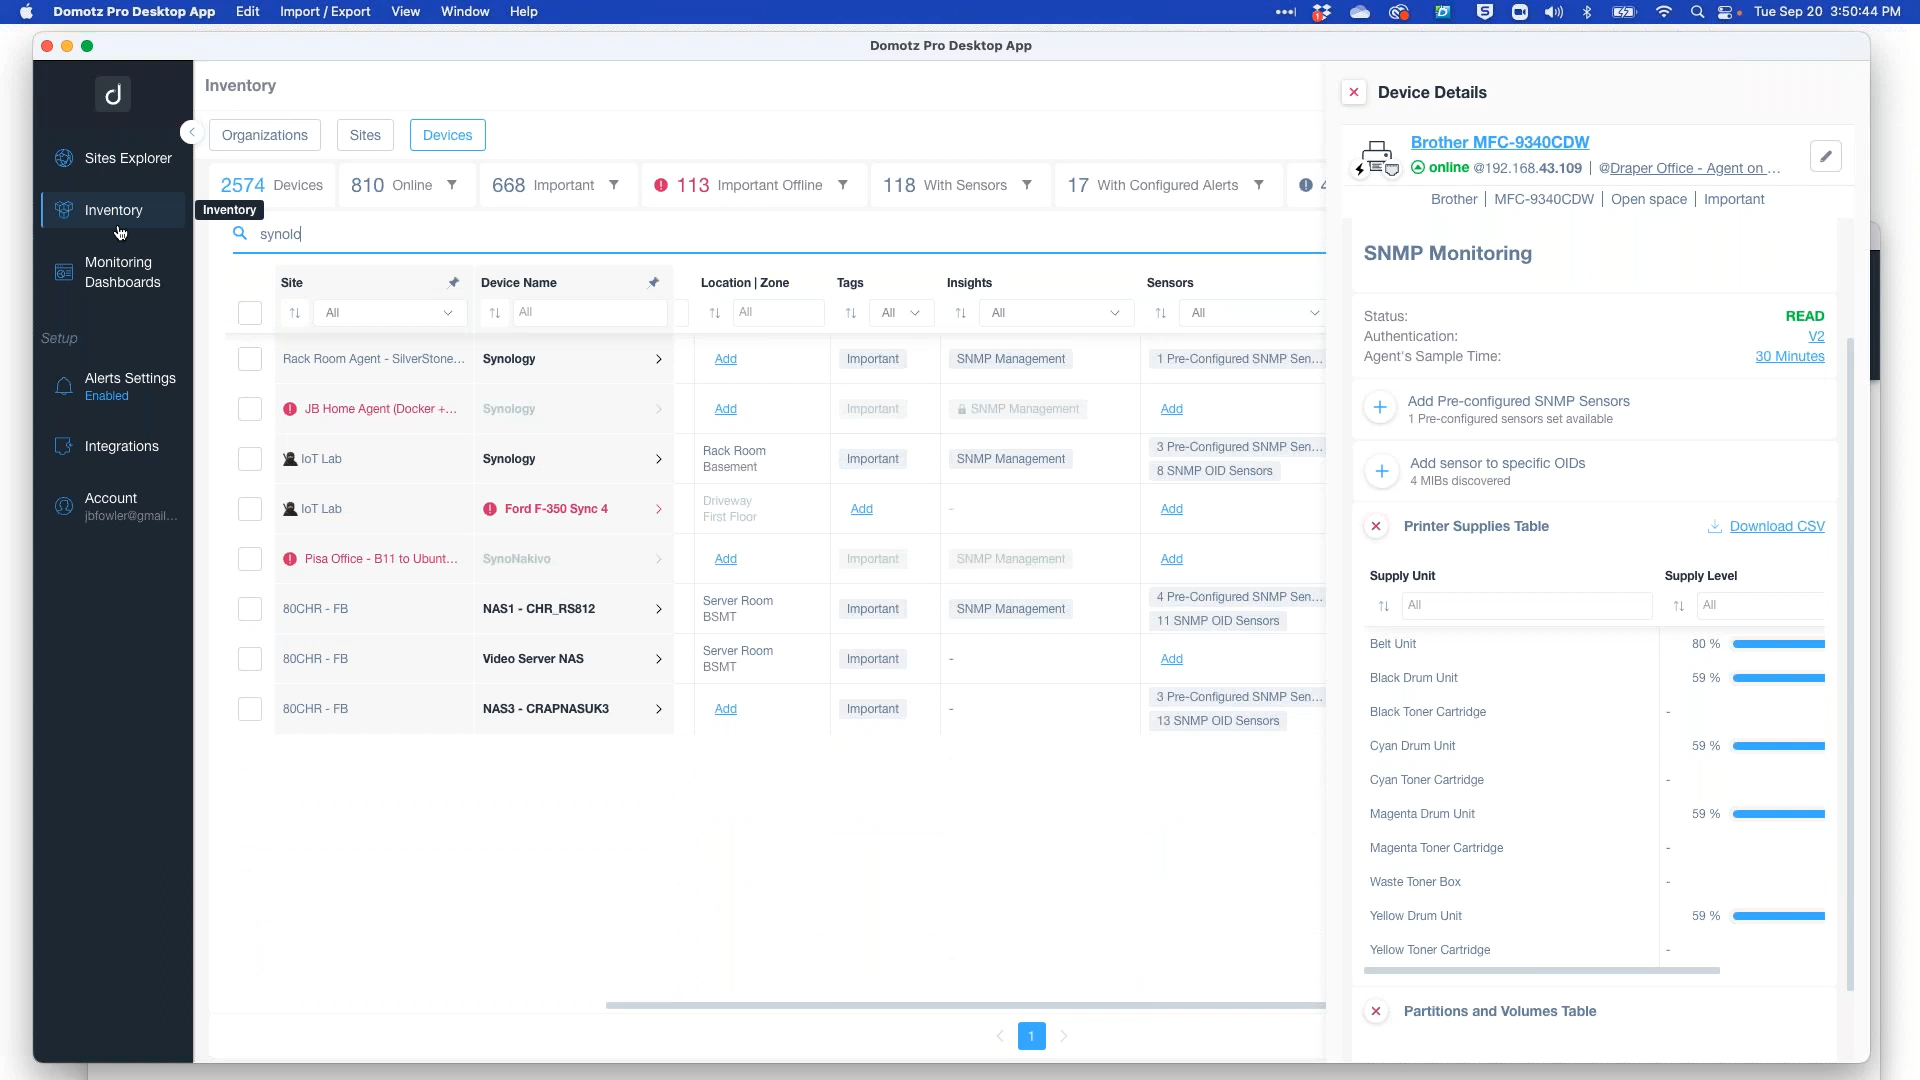 Domotz Pro Desktop App Edit Import / Export View Window Help Tue Sep 20 3:50:44 PM
Domotz Pro Desktop App
Inventory
Organizations Sites Devices
2574 Devices 810 Online 668 Important 113 Important Offline 118 With Sensors 17 With Configured Alerts
synold
Sites Explorer
Inventory
Inventory
Monitoring
Dashboards
Setup
Alerts Settings
Enabled
Integrations
Account
jbfowler@gmail...
Site Device Name Location | Zone Tags Insights Sensors
All All All All All All
Rack Room Agent - SilverStone... Synology Add Important SNMP Management 1 Pre-Configured SNMP Sen...
JB Home Agent (Docker +... Synology Add Important SNMP Management Add
IoT Lab Synology Rack Room Basement Important SNMP Management 3 Pre-Configured SNMP Sen...
8 SNMP OID Sensors
IoT Lab Ford F-350 Sync 4 Driveway First Floor Add - Add
Pisa Office - B11 to Ubunt... SynoNakivo Add Important SNMP Management Add
80CHR - FB NAS1 - CHR_RS812 Server Room BSMT Important SNMP Management 4 Pre-Configured SNMP Sen...
11 SNMP OID Sensors
80CHR - FB Video Server NAS Server Room BSMT Important - Add
80CHR - FB NAS3 - CRAPNASUK3 Add Important - 3 Pre-Configured SNMP Sen...
13 SNMP OID Sensors
1
Device Details
Brother MFC-9340CDW
online @192.168.43.109 | @Draper Office - Agent on ...
Brother | MFC-9340CDW | Open space | Important
SNMP Monitoring
Status: READ
Authentication: V2
Agent's Sample Time: 30 Minutes
Add Pre-configured SNMP Sensors
1 Pre-configured sensors set available
Add sensor to specific OIDs
4 MIBs discovered
Printer Supplies Table Download CSV
Supply Unit Supply Level
All All
Belt Unit 80 %
Black Drum Unit 59 %
Black Toner Cartridge -
Cyan Drum Unit 59 %
Cyan Toner Cartridge -
Magenta Drum Unit 59 %
Magenta Toner Cartridge -
Waste Toner Box -
Yellow Drum Unit 59 %
Yellow Toner Cartridge -
Partitions and Volumes Table